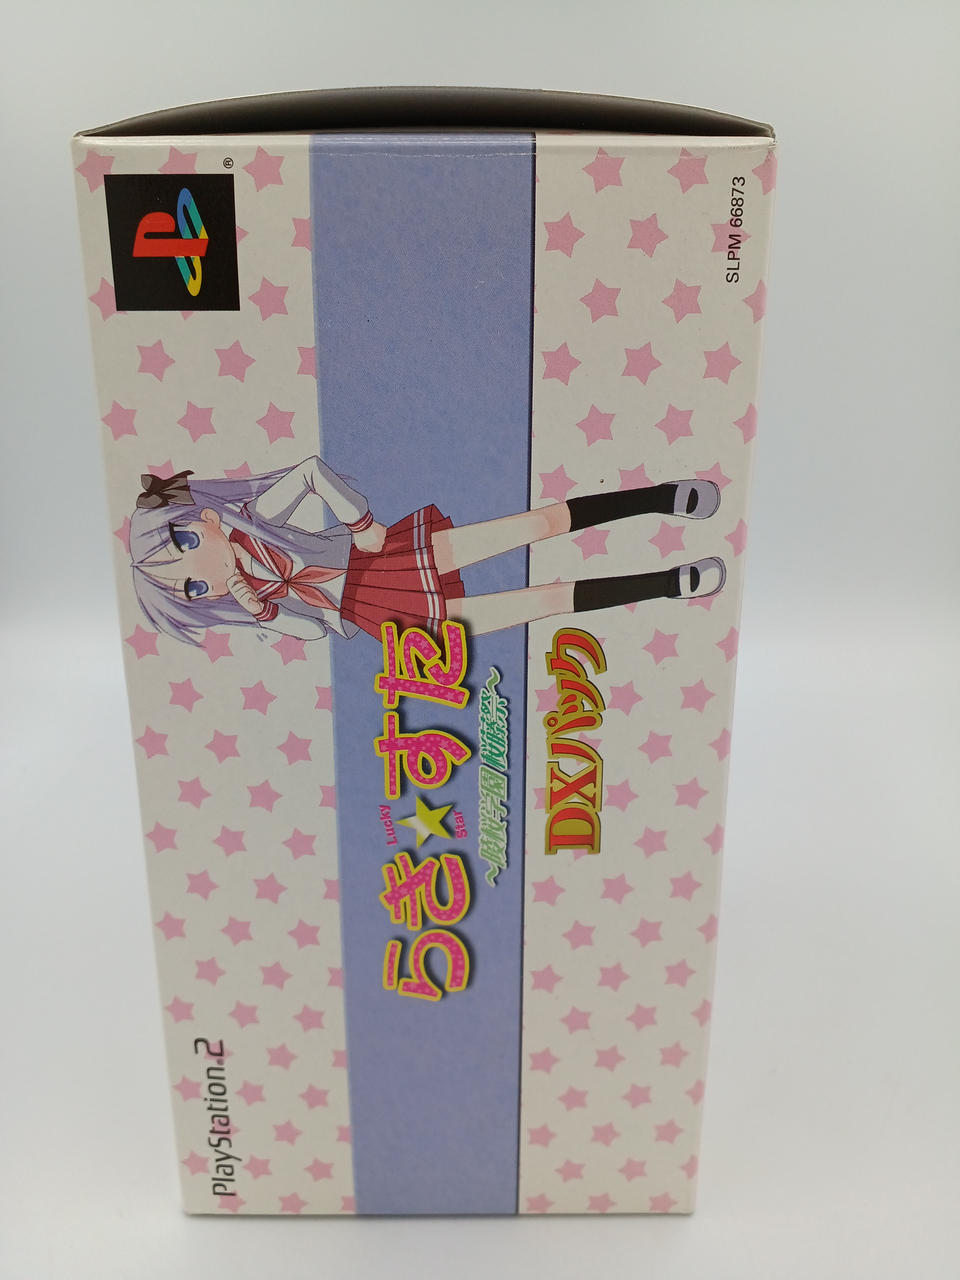 ®
SLPM 66873
らき★すた
Lucky
Star
～陵桜学園 桜藤祭～
DXパック
PlayStation®2